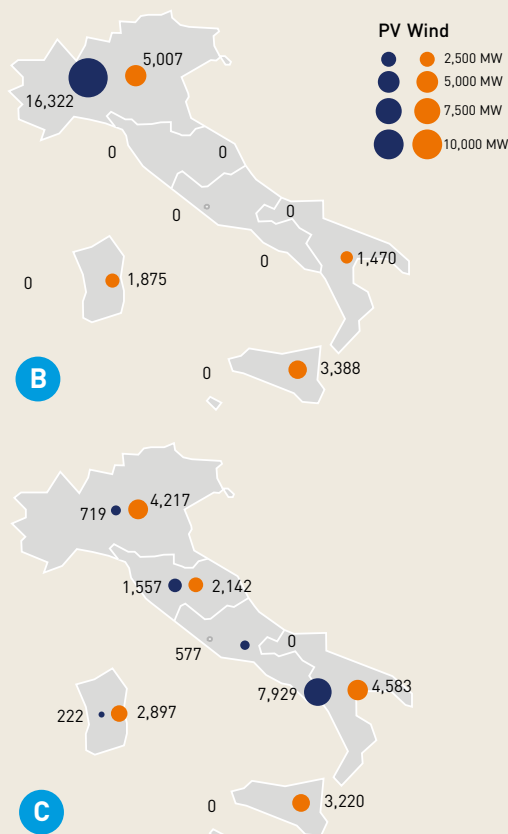 PV Wind
2,500 MW
5,000 MW
7,500 MW
10,000 MW
5,007
16,322
0 0
0 0
0 1,470
0 1,875
0 3,388
B
4,217
719
1,557 2,142
577 0
7,929 4,583
222 2,897
0 3,220
C